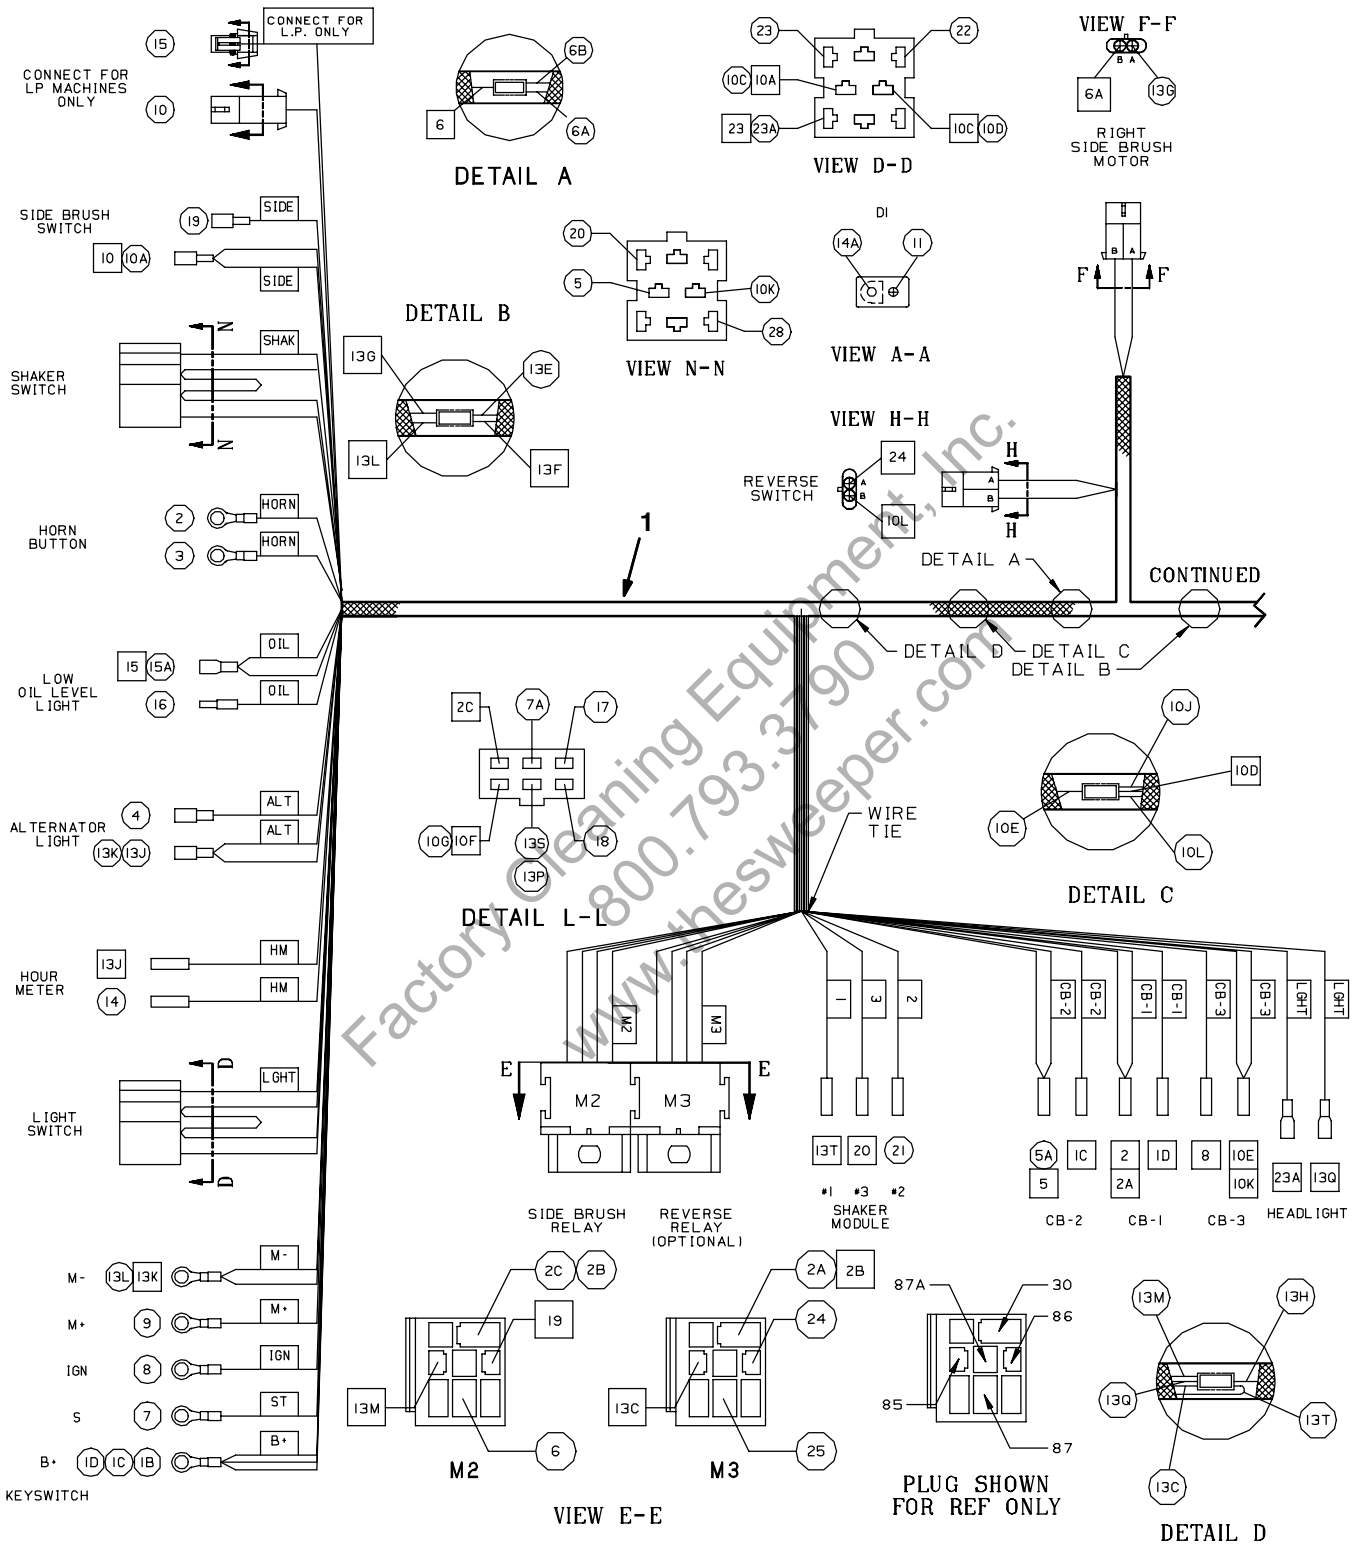 CONNECT FOR
L.P. ONLY
15
CONNECT FOR
LP MACHINES
ONLY
10
6B
6
6A
DETAIL A
23
22
10C
10A
23
23A
10C
10D
VIEW D-D
VIEW F-F
B A
6A
13G
RIGHT
SIDE BRUSH
MOTOR
SIDE BRUSH
SWITCH
19
SIDE
10
10A
SIDE
20
5
10K
28
VIEW N-N
D1
14A
11
VIEW A-A
B A
F F
DETAIL B
13G
13E
13L
13F
N
SHAK
SHAKER
SWITCH
N
VIEW H-H
24
A
B
REVERSE
SWITCH
10L
H
A
B
H
HORN
BUTTON
2
HORN
3
HORN
1
DETAIL A
CONTINUED
DETAIL D
DETAIL C
DETAIL B
OIL
15
15A
LOW
OIL LEVEL
LIGHT
16
OIL
2C
7A
17
10G
10F
13S
18
13P
DETAIL L-L
WIRE
TIE
10J
10D
10E
10L
DETAIL C
ALT
4
ALTERNATOR
LIGHT
ALT
13K
13J
HM
13J
HOUR
METER
14
HM
D
LGHT
LIGHT
SWITCH
D
M2
M3
E E
M2
M3
SIDE BRUSH
RELAY
REVERSE
RELAY
(OPTIONAL)
1
3
2
13T
20
21
#1 #3 #2
SHAKER
MODULE
CB-2
CB-2
CB-1
CB-1
CB-3
CB-3
LGHT
LGHT
5A
5
1C
2
2A
1D
8
10E
10K
23A
13Q
CB-2
CB-1
CB-3
HEADLIGHT
M-
13L
13K
M-
M+
9
M+
IGN
8
IGN
S
7
ST
B+
1D
1C
1B
B+
KEYSWITCH
2C
2B
19
13M
6
M2
2A
2B
24
13C
25
M3
VIEW E-E
87A
30
86
85
87
PLUG SHOWN
FOR REF ONLY
13M
13H
13Q
13T
13C
DETAIL D
Factory Cleaning Equipment, Inc.
800.793.3790
www.thesweeper.com